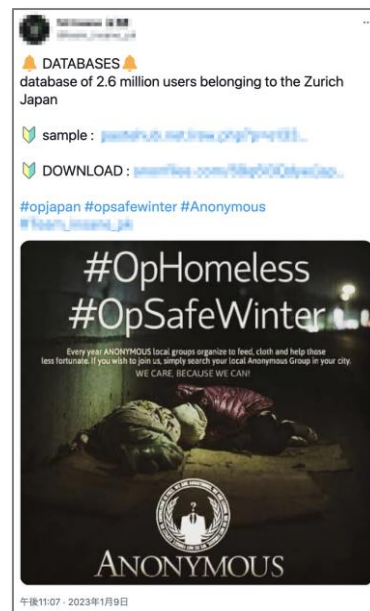 DATABASES
database of 2.6 million users belonging to the Zurich
Japan
sample :
DOWNLOAD :
#opjapan #opsafewinter #Anonymous
#OpHomeless
#OpSafeWinter
Every year ANONYMOUS local groups organize to feed, cloth and help those
less fortunate. If you wish to join us, simply search your local Anonymous Group in your city.
WE CARE, BECAUSE WE CAN!
ANONYMOUS
午後11:07 · 2023年1月9日